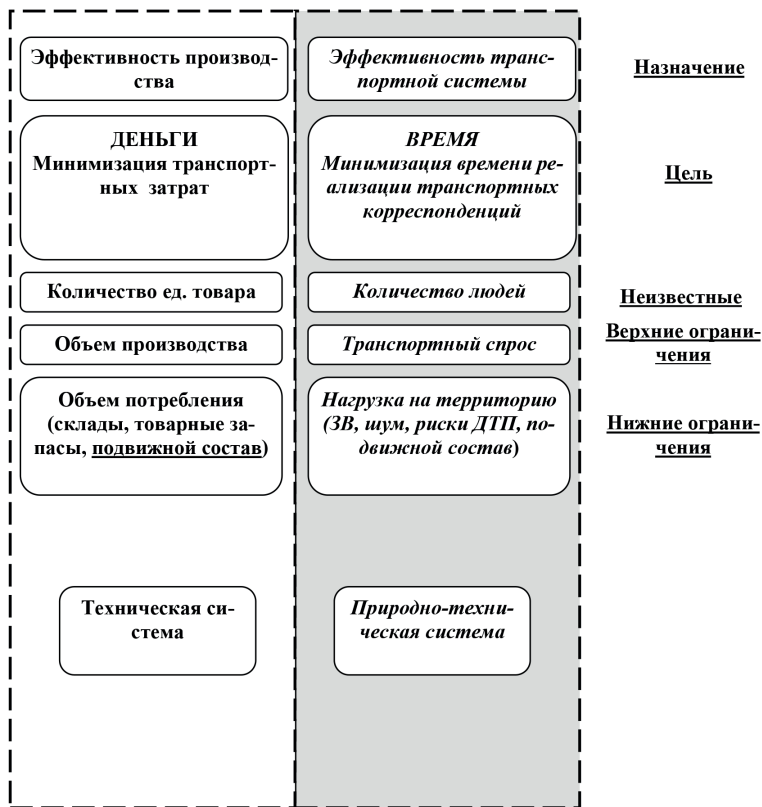 Эффективность производ-
ства
Эффективность транс-
портной системы
Назначение
ДЕНЬГИ
Минимизация транспорт-
ных затрат
ВРЕМЯ
Минимизация времени ре-
ализации транспортных
корреспонденций
Цель
Количество ед. товара
Количество людей
Неизвестные
Объем производства
Транспортный спрос
Верхние ограни-
чения
Объем потребления
(склады, товарные за-
пасы, подвижной состав)
Нагрузка на территорию
(ЗВ, шум, риски ДТП, по-
движной состав)
Нижние ограни-
чения
Техническая си-
стема
Природно-техни-
ческая система